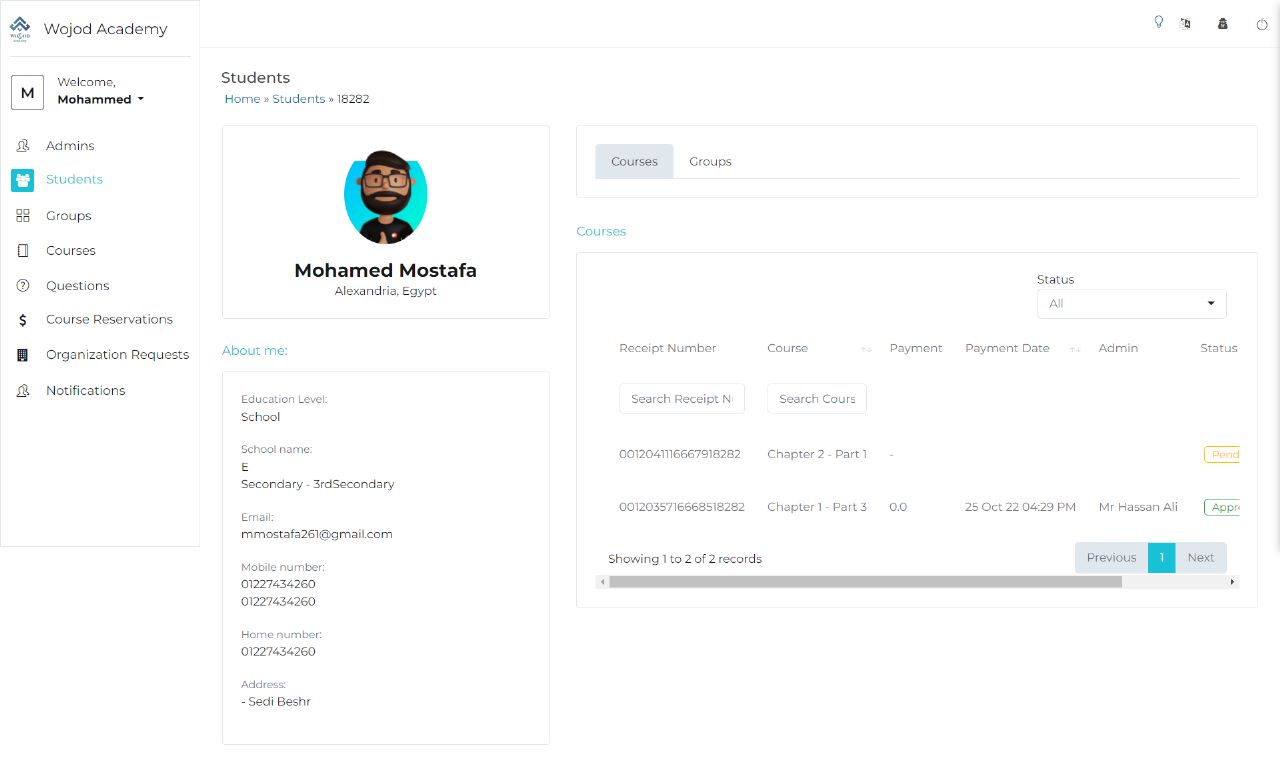 Wojod Academy
M
Welcome,
Mohammed
Admins
Students
Groups
Courses
Questions
Course Reservations
Organization Requests
Notifications
Students
Home » Students » 18282
Mohamed Mostafa
Alexandria, Egypt
About me:
Education Level:
School
School name:
E
Secondary - 3rdSecondary
Email:
mmostafa261@gmail.com
Mobile number:
01227434260
01227434260
Home number:
01227434260
Address:
- Sedi Beshr
Courses Groups
Courses
Status
All
Receipt Number Course Payment Payment Date Admin Status
Search Receipt N Search Cours
0012041116667918282 Chapter 2 - Part 1 - Pend
0012035716668518282 Chapter 1 - Part 3 0.0 25 Oct 22 04:29 PM Mr Hassan Ali Appr
Showing 1 to 2 of 2 records
Previous 1 Next